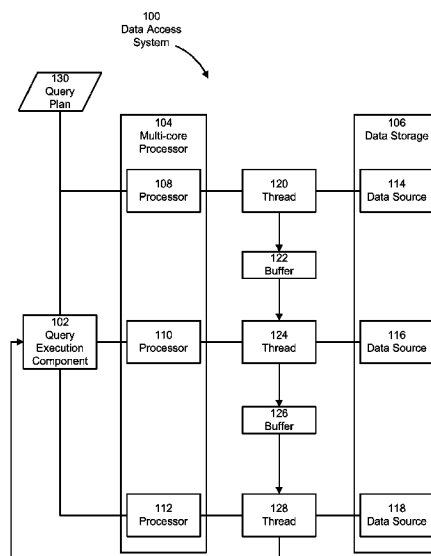 100
Data Access
System
130
Query
Plan
104
Multi-core
Processor
106
Data Storage
108
Processor
120
Thread
114
Data Source
122
Buffer
102
Query
Execution
Component
110
Processor
124
Thread
116
Data Source
126
Buffer
112
Processor
128
Thread
118
Data Source